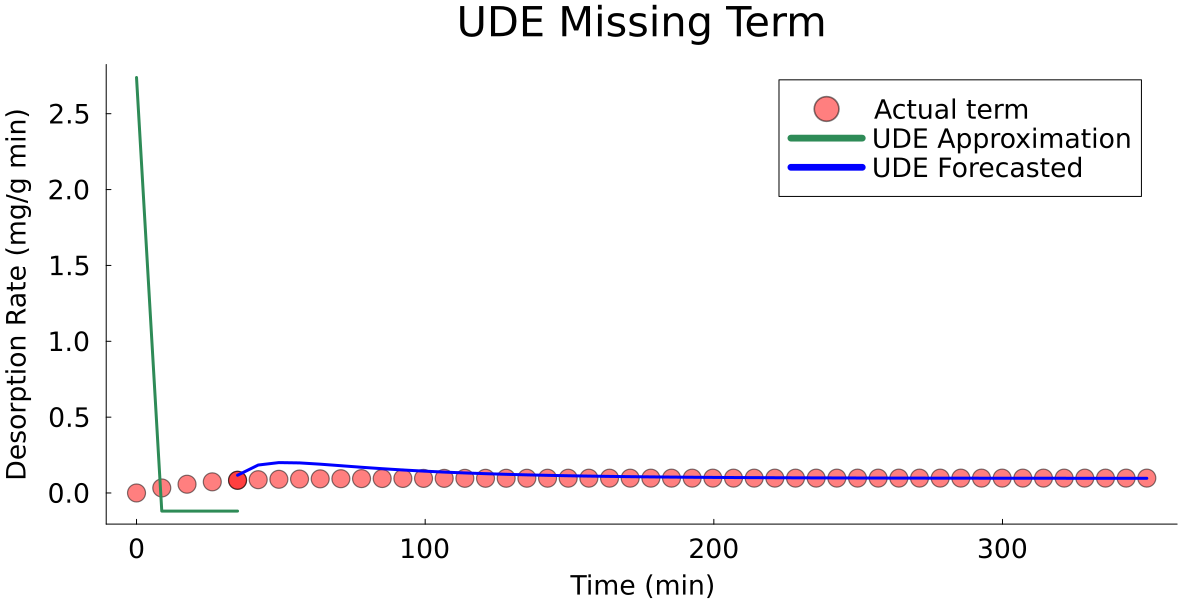 UDE Missing Term
Desorption Rate (mg/g min)
2.5
2.0
1.5
1.0
0.5
0.0
Actual term
UDE Approximation
UDE Forecasted
0 100 200 300
Time (min)